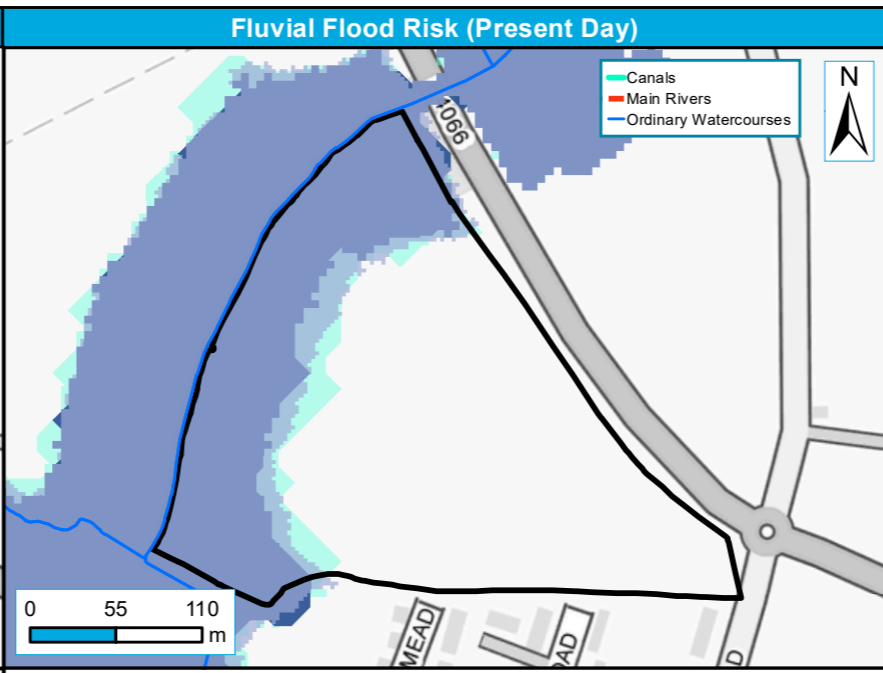 Fluvial Flood Risk (Present Day)
Canals
Main Rivers
Ordinary Watercourses
N
1066
0 55 110
m
MEAD
OAD
D